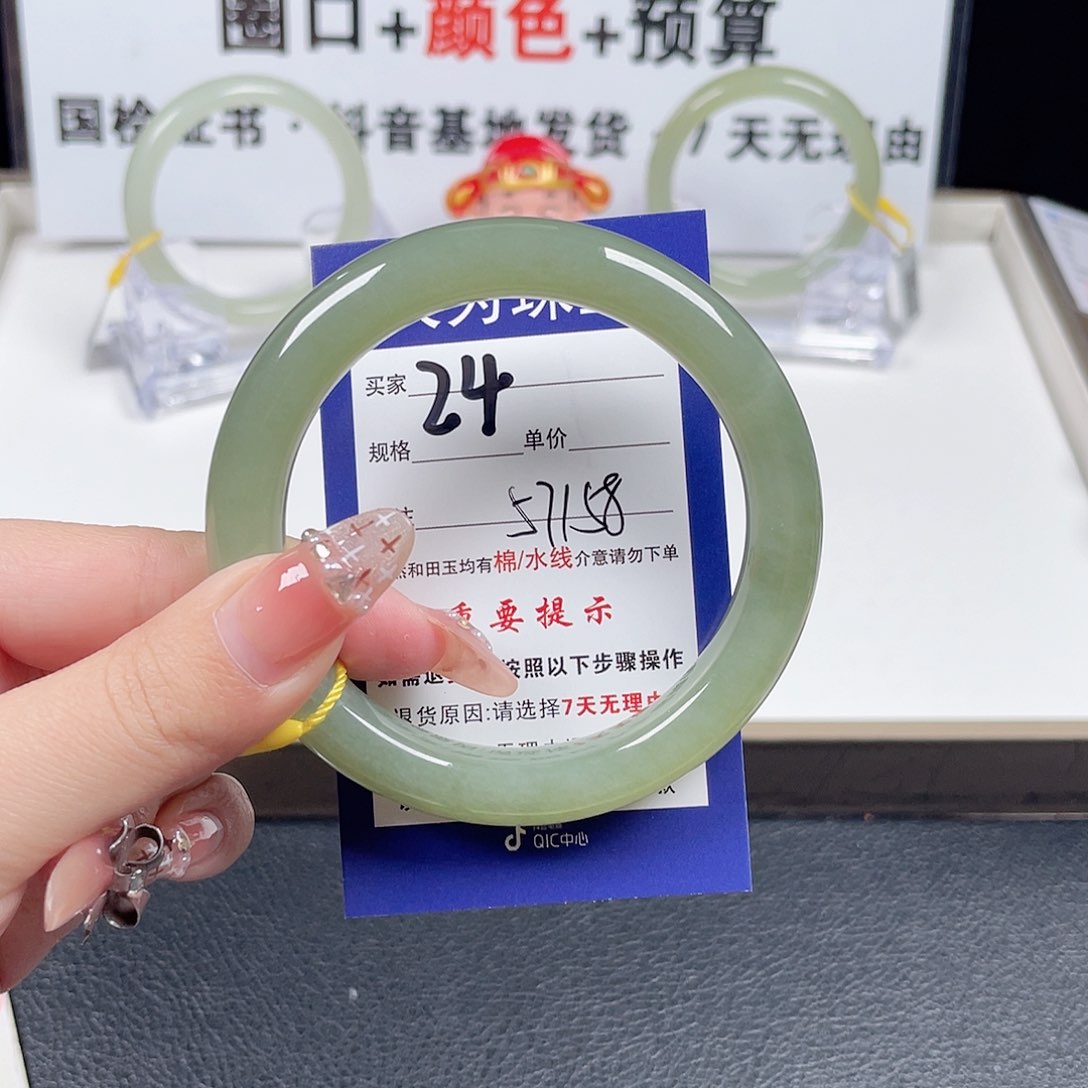 圈口+颜色+预算
国检证书·抖音基地发货 7天无理由
买家 24
规格 单价
57158
和田玉均有棉/水线介意请勿下单
重要提示
按照以下步骤操作
退货原因:请选择7天无理由
QIC中心